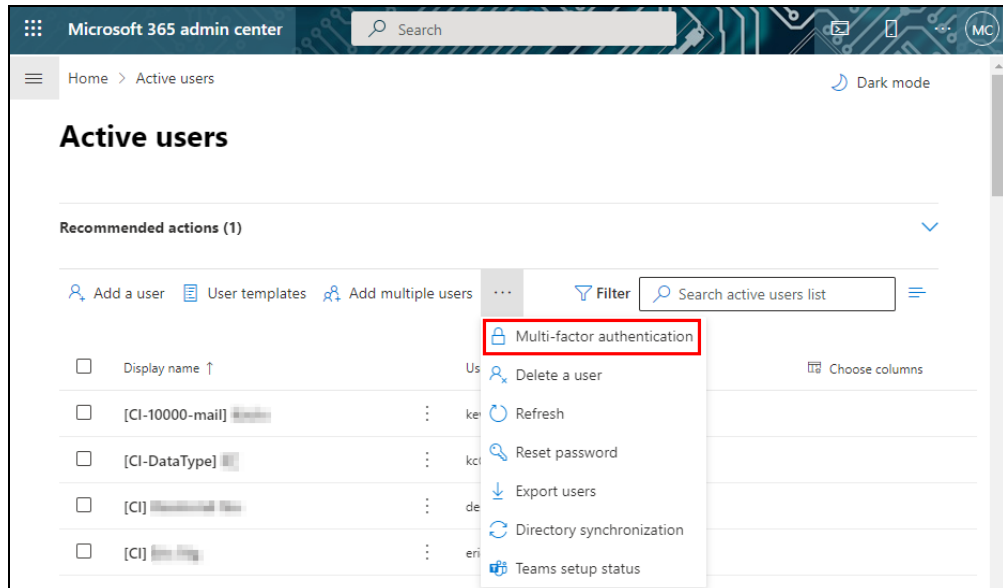 Microsoft 365 admin center Search MC
Home > Active users Dark mode
Active users
Recommended actions (1)
Add a user User templates Add multiple users ... Filter Search active users list
Multi-factor authentication
Display name ↑ Us Choose columns
Delete a user
[CI-10000-mail] ke
Refresh
[CI-DataType] kc
Reset password
Export users
[CI] de
Directory synchronization
[CI] eri
Teams setup status